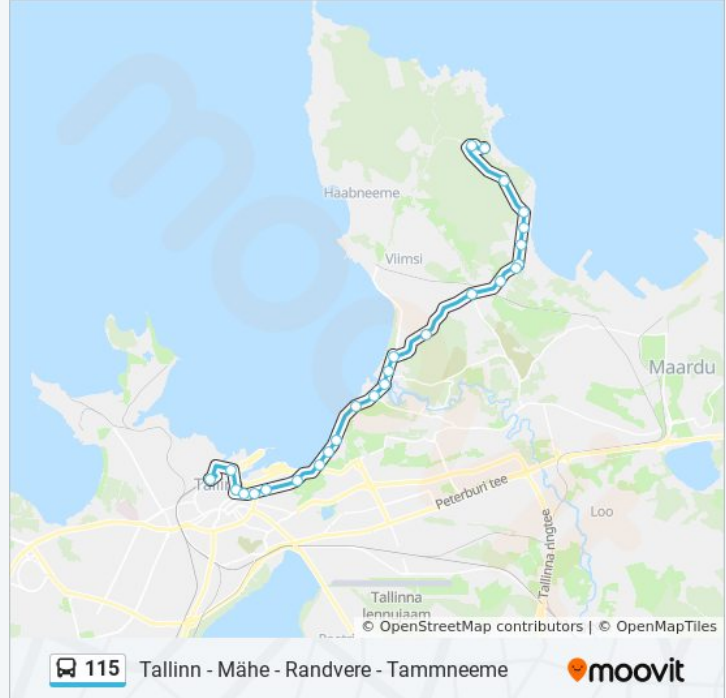 Haabneeme
Viimsi
Maardu
Tallinn
Peterburi tee
Loo
Tallinna ringtee
Tallinna
lennujaam
© OpenStreetMap contributors | © OpenMapTiles
115 Tallinn - Mähe - Randvere - Tammneeme
moovit